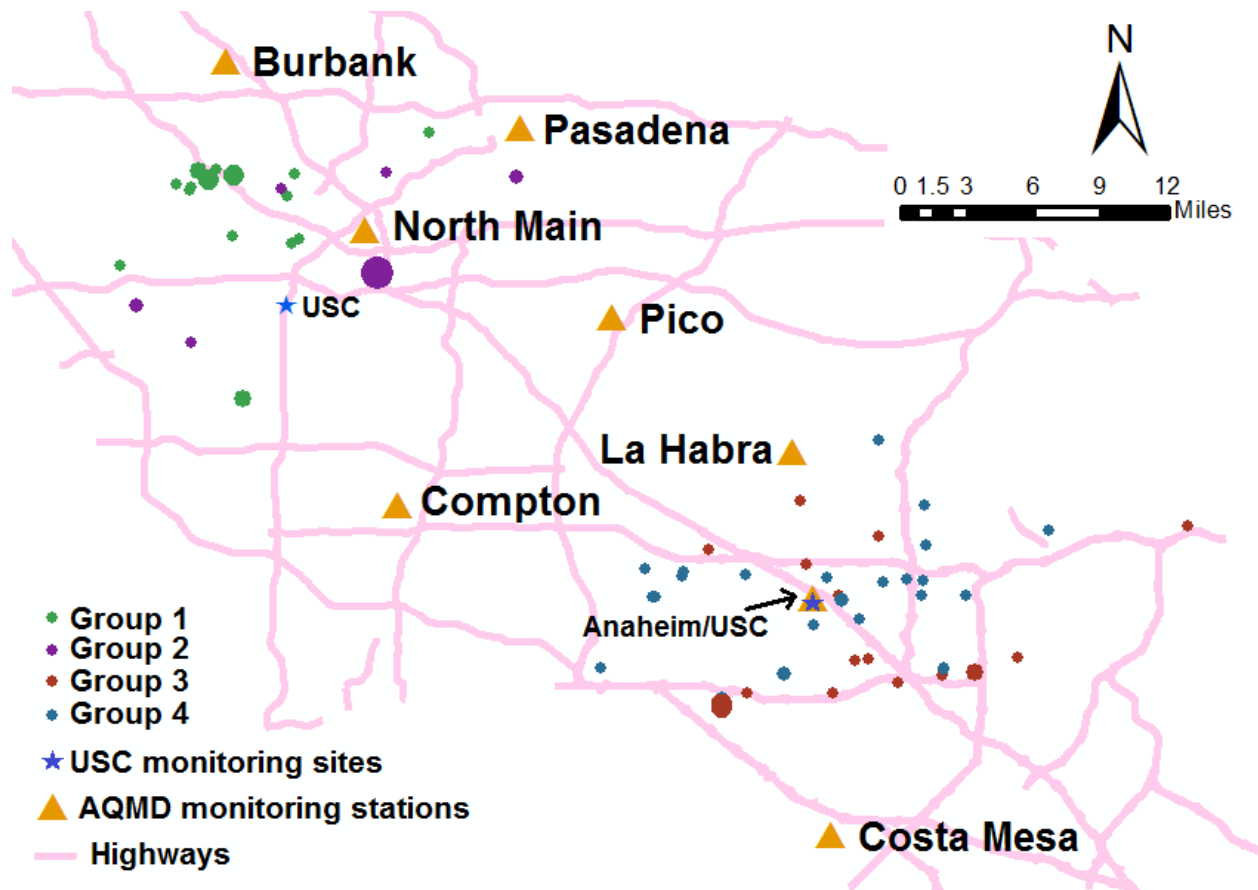 N
Burbank
Pasadena
0 1.5 3 6 9 12
Miles
North Main
USC
Pico
La Habra
Compton
Anaheim/USC
Group 1
Group 2
Group 3
Group 4
USC monitoring sites
AQMD monitoring stations
Highways
Costa Mesa